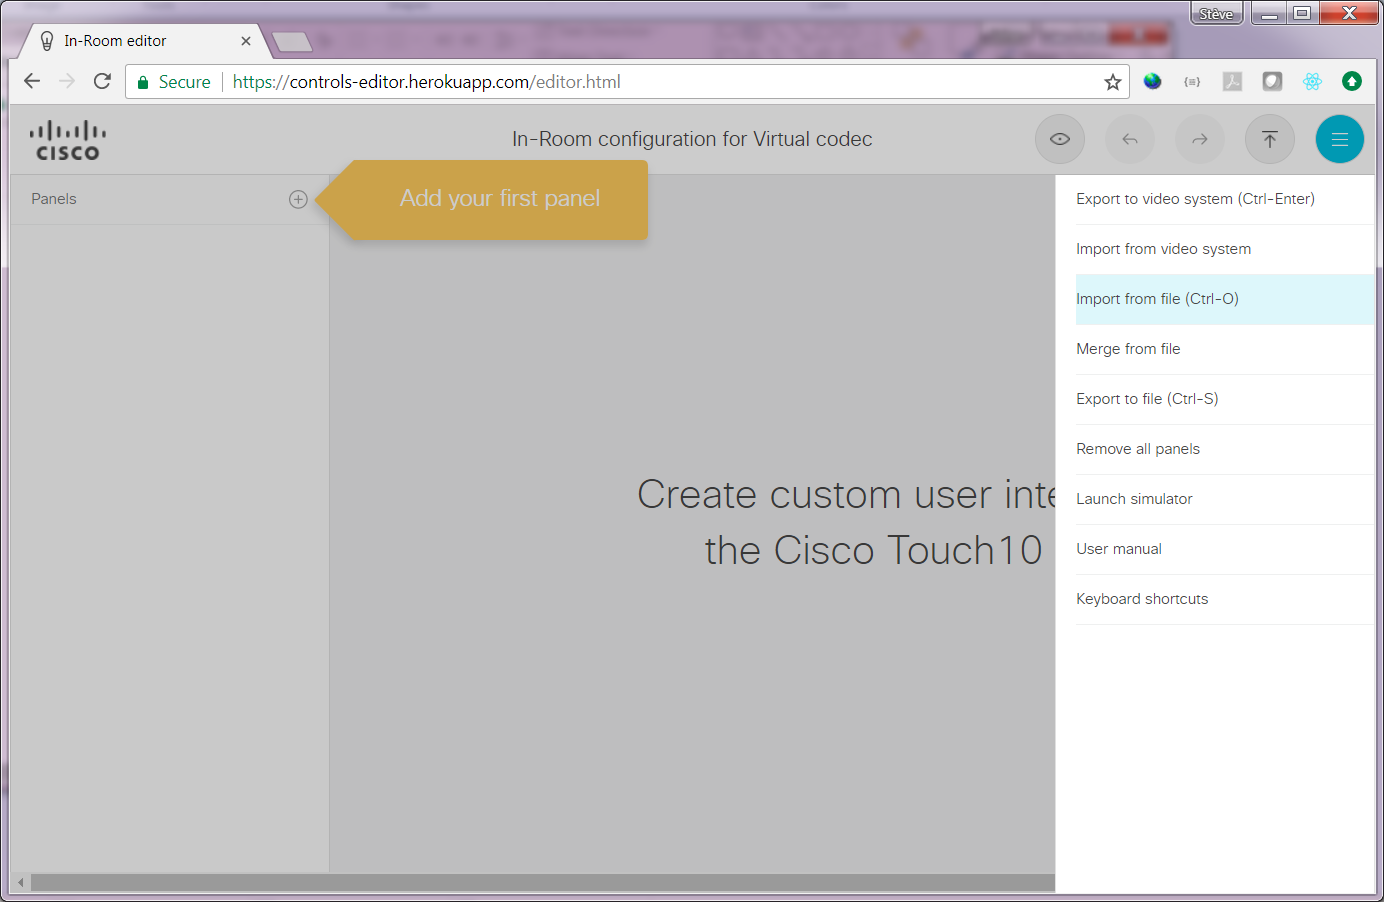 Stève
In-Room editor
Secure
https://controls-editor.herokuapp.com/editor.html
CISCO
In-Room configuration for Virtual codec
Panels
Add your first panel
Export to video system (Ctrl-Enter)
Import from video system
Import from file (Ctrl-O)
Merge from file
Export to file (Ctrl-S)
Remove all panels
Launch simulator
User manual
Keyboard shortcuts
Create custom user inte
the Cisco Touch10